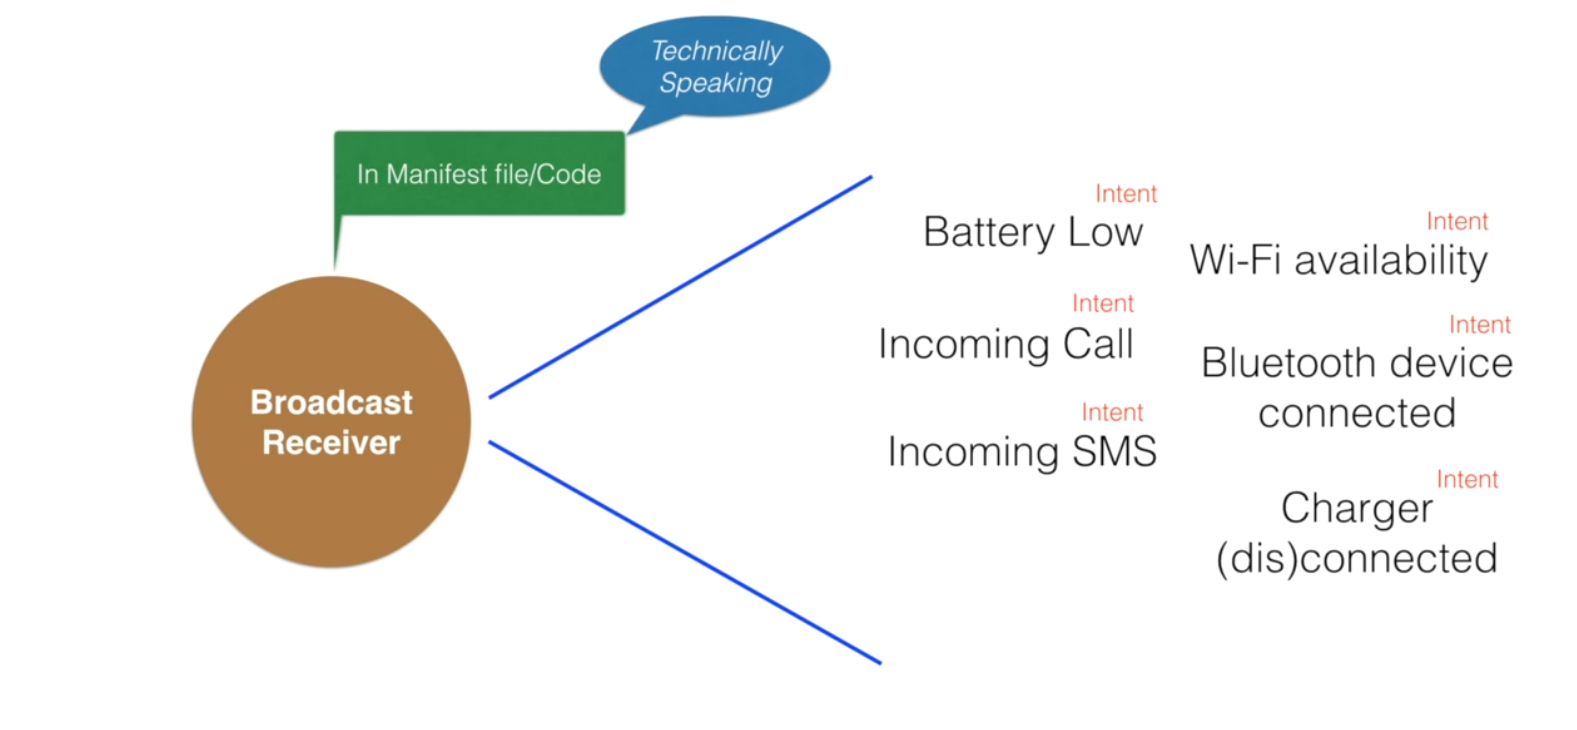 Technically
Speaking
In Manifest file/Code
Broadcast
Receiver
Intent
Battery Low
Intent
Wi-Fi availability
Intent
Incoming Call
Intent
Bluetooth device
connected
Intent
Incoming SMS
Intent
Charger
(dis)connected